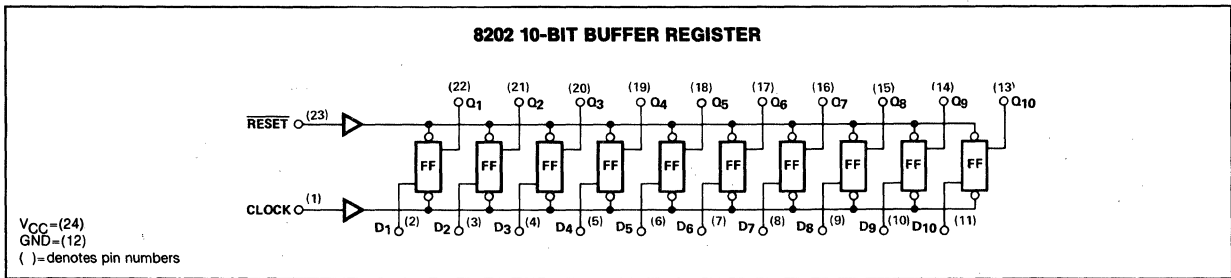 8202 10-BIT BUFFER REGISTER
(22) (21) (20) (19) (18) (17) (16) (15) (14) (13)
Q1 Q2 Q3 Q4 Q5 Q6 Q7 Q8 Q9 Q10
RESET (23)
FF FF FF FF FF FF FF FF FF FF
CLOCK (1)
D1 (2) D2 (3) D3 (4) D4 (5) D5 (6) D6 (7) D7 (8) D8 (9) D9 (10) D10 (11)
VCC=(24)
GND=(12)
( )=denotes pin numbers